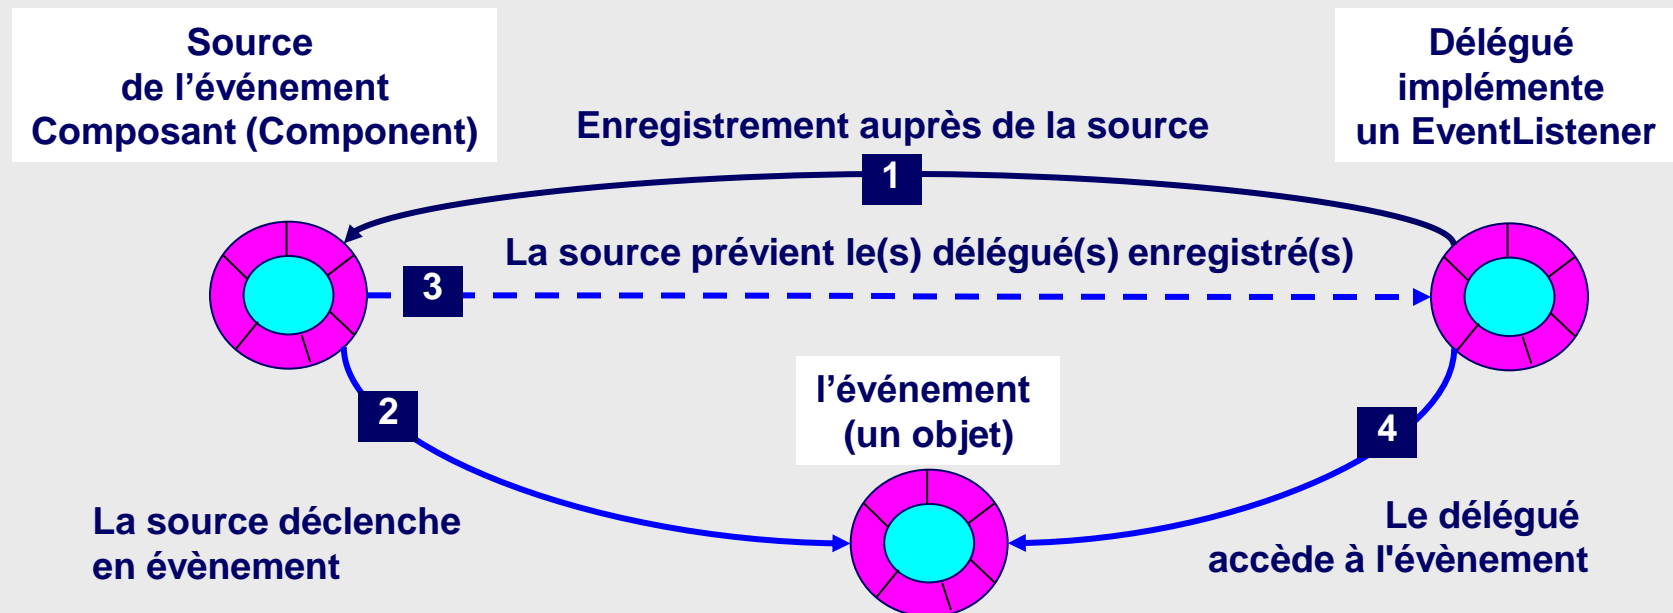 Source
de l’événement
Composant (Component)
Délégué
implémente
un EventListener
Enregistrement auprès de la source
1
La source prévient le(s) délégué(s) enregistré(s)
3
l’événement
(un objet)
2
4
La source déclenche
en évènement
Le délégué
accède à l'évènement